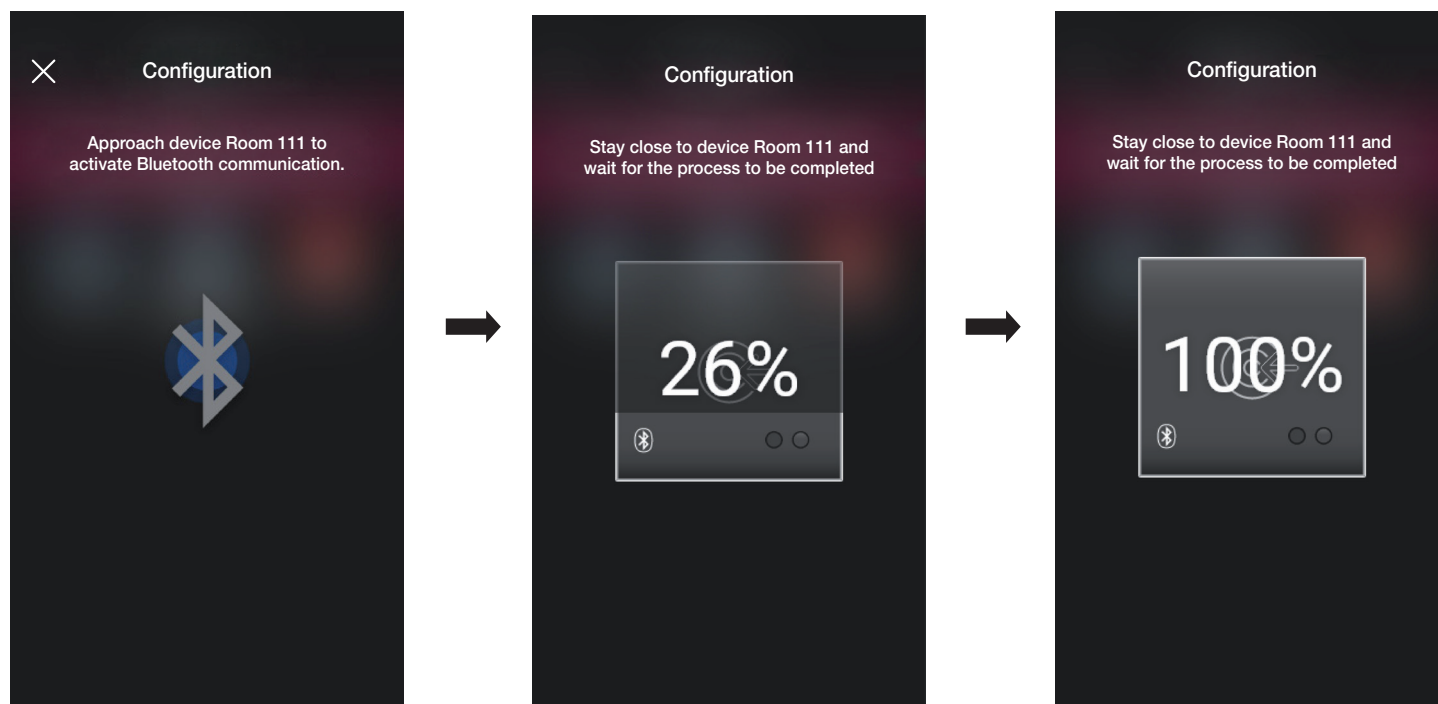 Configuration
Approach device Room 111 to
activate Bluetooth communication.
Configuration
Stay close to device Room 111 and
wait for the process to be completed
26%
Configuration
Stay close to device Room 111 and
wait for the process to be completed
100%